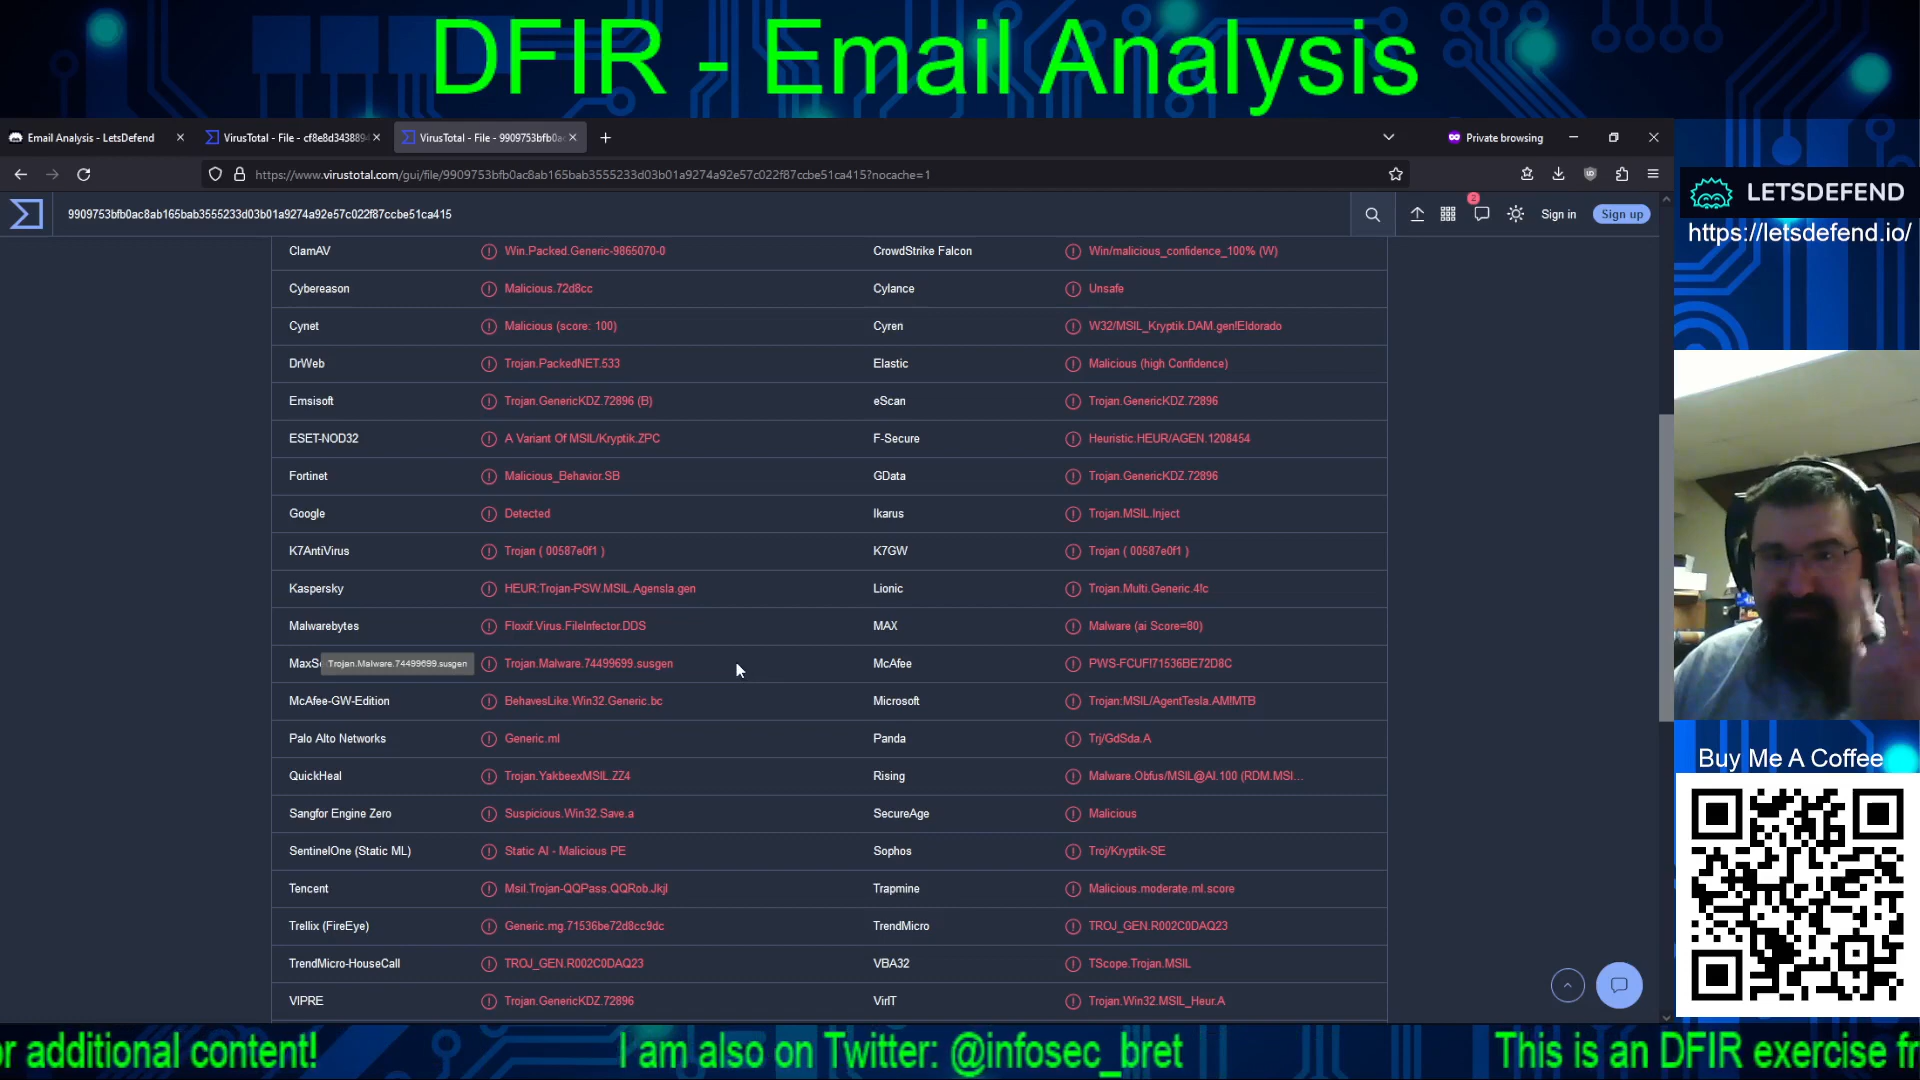 DFIR - Email Analysis
Email Analysis - LetsDefend
VirusTotal - File - cf8e8d343889
VirusTotal - File - 9909753bfb0ac
Private browsing
https://www.virustotal.com/gui/file/9909753bfb0ac8ab165bab3555233d03b01a9274a92e57c022f87ccbe51ca415?nocache=1
9909753bfb0ac8ab165bab3555233d03b01a9274a92e57c022f87ccbe51ca415
2
Sign in
Sign up
LETSDEFEND
https://letsdefend.io/
ClamAV Win.Packed.Generic-9865070-0 CrowdStrike Falcon Win/malicious_confidence_100% (W)
Cybereason Malicious.72d8cc Cylance Unsafe
Cynet Malicious (score: 100) Cyren W32/MSIL_Kryptik.DAM.gen!Eldorado
DrWeb Trojan.PackedNET.533 Elastic Malicious (high Confidence)
Emsisoft Trojan.GenericKDZ.72896 (B) eScan Trojan.GenericKDZ.72896
ESET-NOD32 A Variant Of MSIL/Kryptik.ZPC F-Secure Heuristic.HEUR/AGEN.1208454
Fortinet Malicious_Behavior.SB GData Trojan.GenericKDZ.72896
Google Detected Ikarus Trojan.MSIL.Inject
K7AntiVirus Trojan ( 00587e0f1 ) K7GW Trojan ( 00587e0f1 )
Kaspersky HEUR:Trojan-PSW.MSIL.Agensla.gen Lionic Trojan.Multi.Generic.4!c
Malwarebytes Floxif.Virus.FileInfector.DDS MAX Malware (ai Score=80)
MaxS Trojan.Malware.74499699.susgen Trojan.Malware.74499699.susgen McAfee PWS-FCUF!71536BE72D8C
McAfee-GW-Edition BehavesLike.Win32.Generic.bc Microsoft Trojan:MSIL/AgentTesla.AM!MTB
Palo Alto Networks Generic.ml Panda Trj/GdSda.A
QuickHeal Trojan.YakbeexMSIL.ZZ4 Rising Malware.Obfus/MSIL@AI.100 (RDM.MSI...
Sangfor Engine Zero Suspicious.Win32.Save.a SecureAge Malicious
SentinelOne (Static ML) Static AI - Malicious PE Sophos Troj/Kryptik-SE
Tencent Msil.Trojan-QQPass.QQRob.Jkjl Trapmine Malicious.moderate.ml.score
Trellix (FireEye) Generic.mg.71536be72d8cc9dc TrendMicro TROJ_GEN.R002C0DAQ23
TrendMicro-HouseCall TROJ_GEN.R002C0DAQ23 VBA32 TScope.Trojan.MSIL
VIPRE Trojan.GenericKDZ.72896 VirIT Trojan.Win32.MSIL_Heur.A
Buy Me A Coffee
or additional content! I am also on Twitter: @infosec_bret This is an DFIR exercise fr